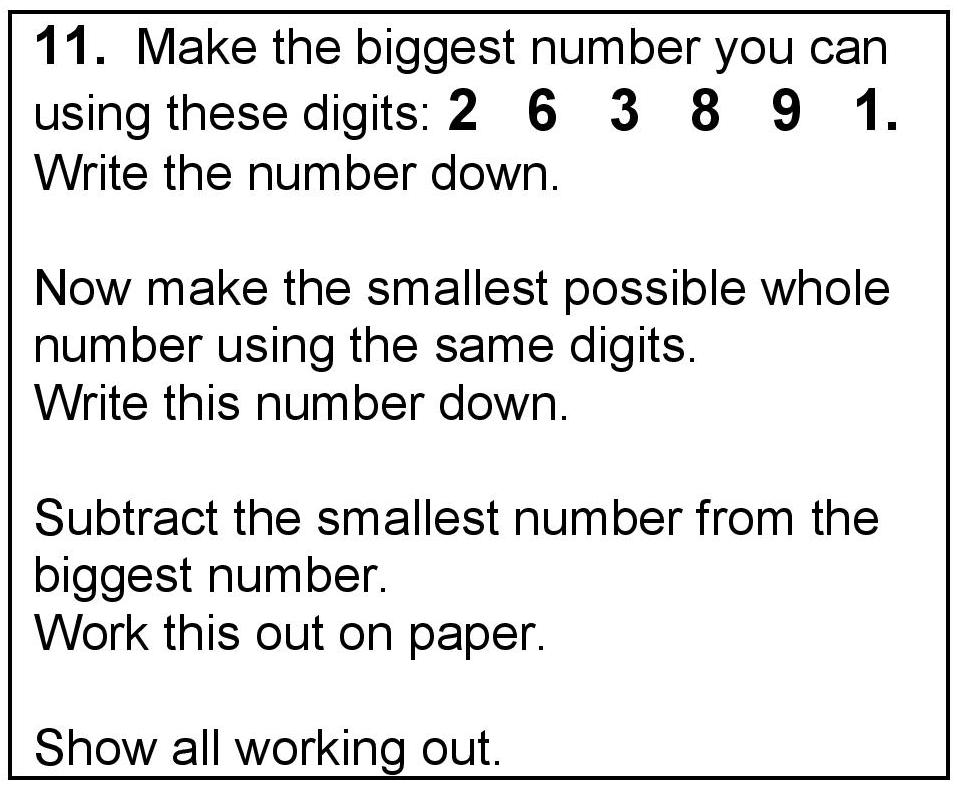 11. Make the biggest number you can
using these digits: 2 6 3 8 9 1.
Write the number down.
Now make the smallest possible whole
number using the same digits.
Write this number down.
Subtract the smallest number from the
biggest number.
Work this out on paper.
Show all working out.